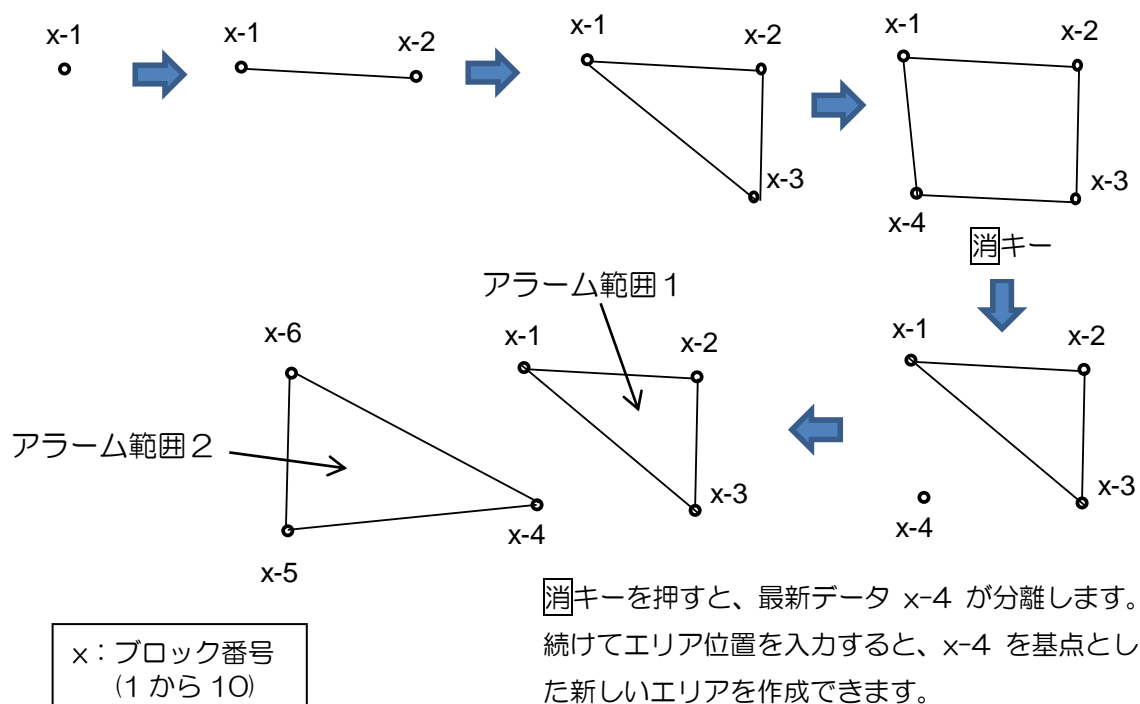 x-1
x-1
x-2
x-1
x-2
x-3
x-1
x-2
x-3
x-4
消キー
x-1
x-2
x-3
x-4
アラーム範囲1
x-1
x-2
x-3
x-6
アラーム範囲2
x-4
x-5
消キーを押すと、最新データ x-4 が分離します。
続けてエリア位置を入力すると、x-4 を基点とし
た新しいエリアを作成できます。
x：ブロック番号
(1から10)